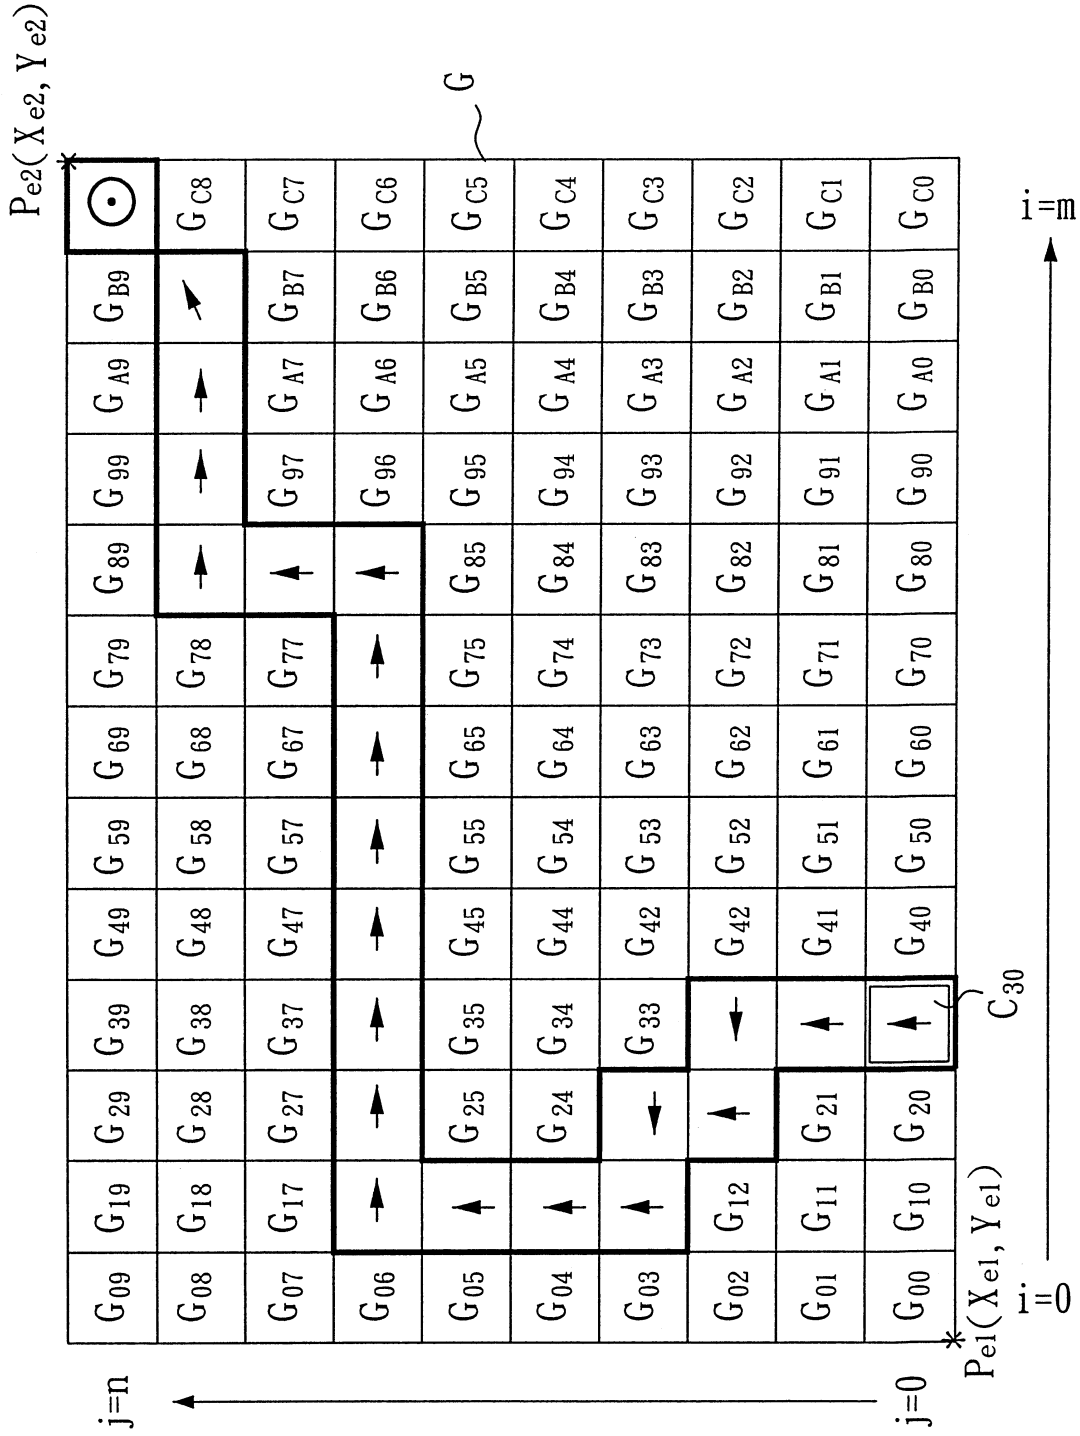 Pe2(Xe2, Ye2)
j=n G09 G19 G29 G39 G49 G59 G69 G79 G89 G99 GA9 GB9
G08 G18 G28 G38 G48 G58 G68 G78 GC8
G07 G17 G27 G37 G47 G57 G67 G77 G97 GA7 GB7 GC7
G06 G96 GA6 GB6 GC6
G05 G25 G35 G45 G55 G65 G75 G85 G95 GA5 GB5 GC5
G
G04 G24 G34 G44 G54 G64 G74 G84 G94 GA4 GB4 GC4
G03 G33 G42 G53 G63 G73 G83 G93 GA3 GB3 GC3
G02 G12 G42 G52 G62 G72 G82 G92 GA2 GB2 GC2
G01 G11 G21 G41 G51 G61 G71 G81 G91 GA1 GB1 GC1
j=0 G00 G10 G20 G40 G50 G60 G70 G80 G90 GA0 GB0 GC0
Pe1(Xe1, Ye1)
C30
i=0
i=m